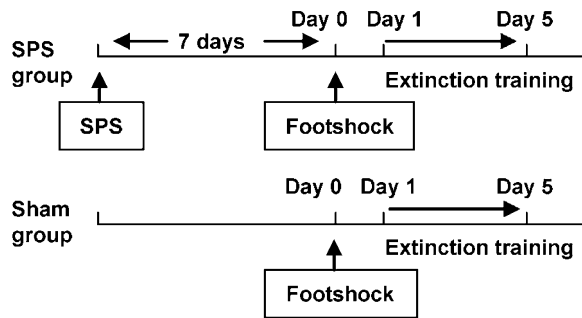 Day 0 Day 1 Day 5
SPS
group
7 days
Extinction training
SPS
Footshock
Day 0 Day 1 Day 5
Sham
group
Extinction training
Footshock